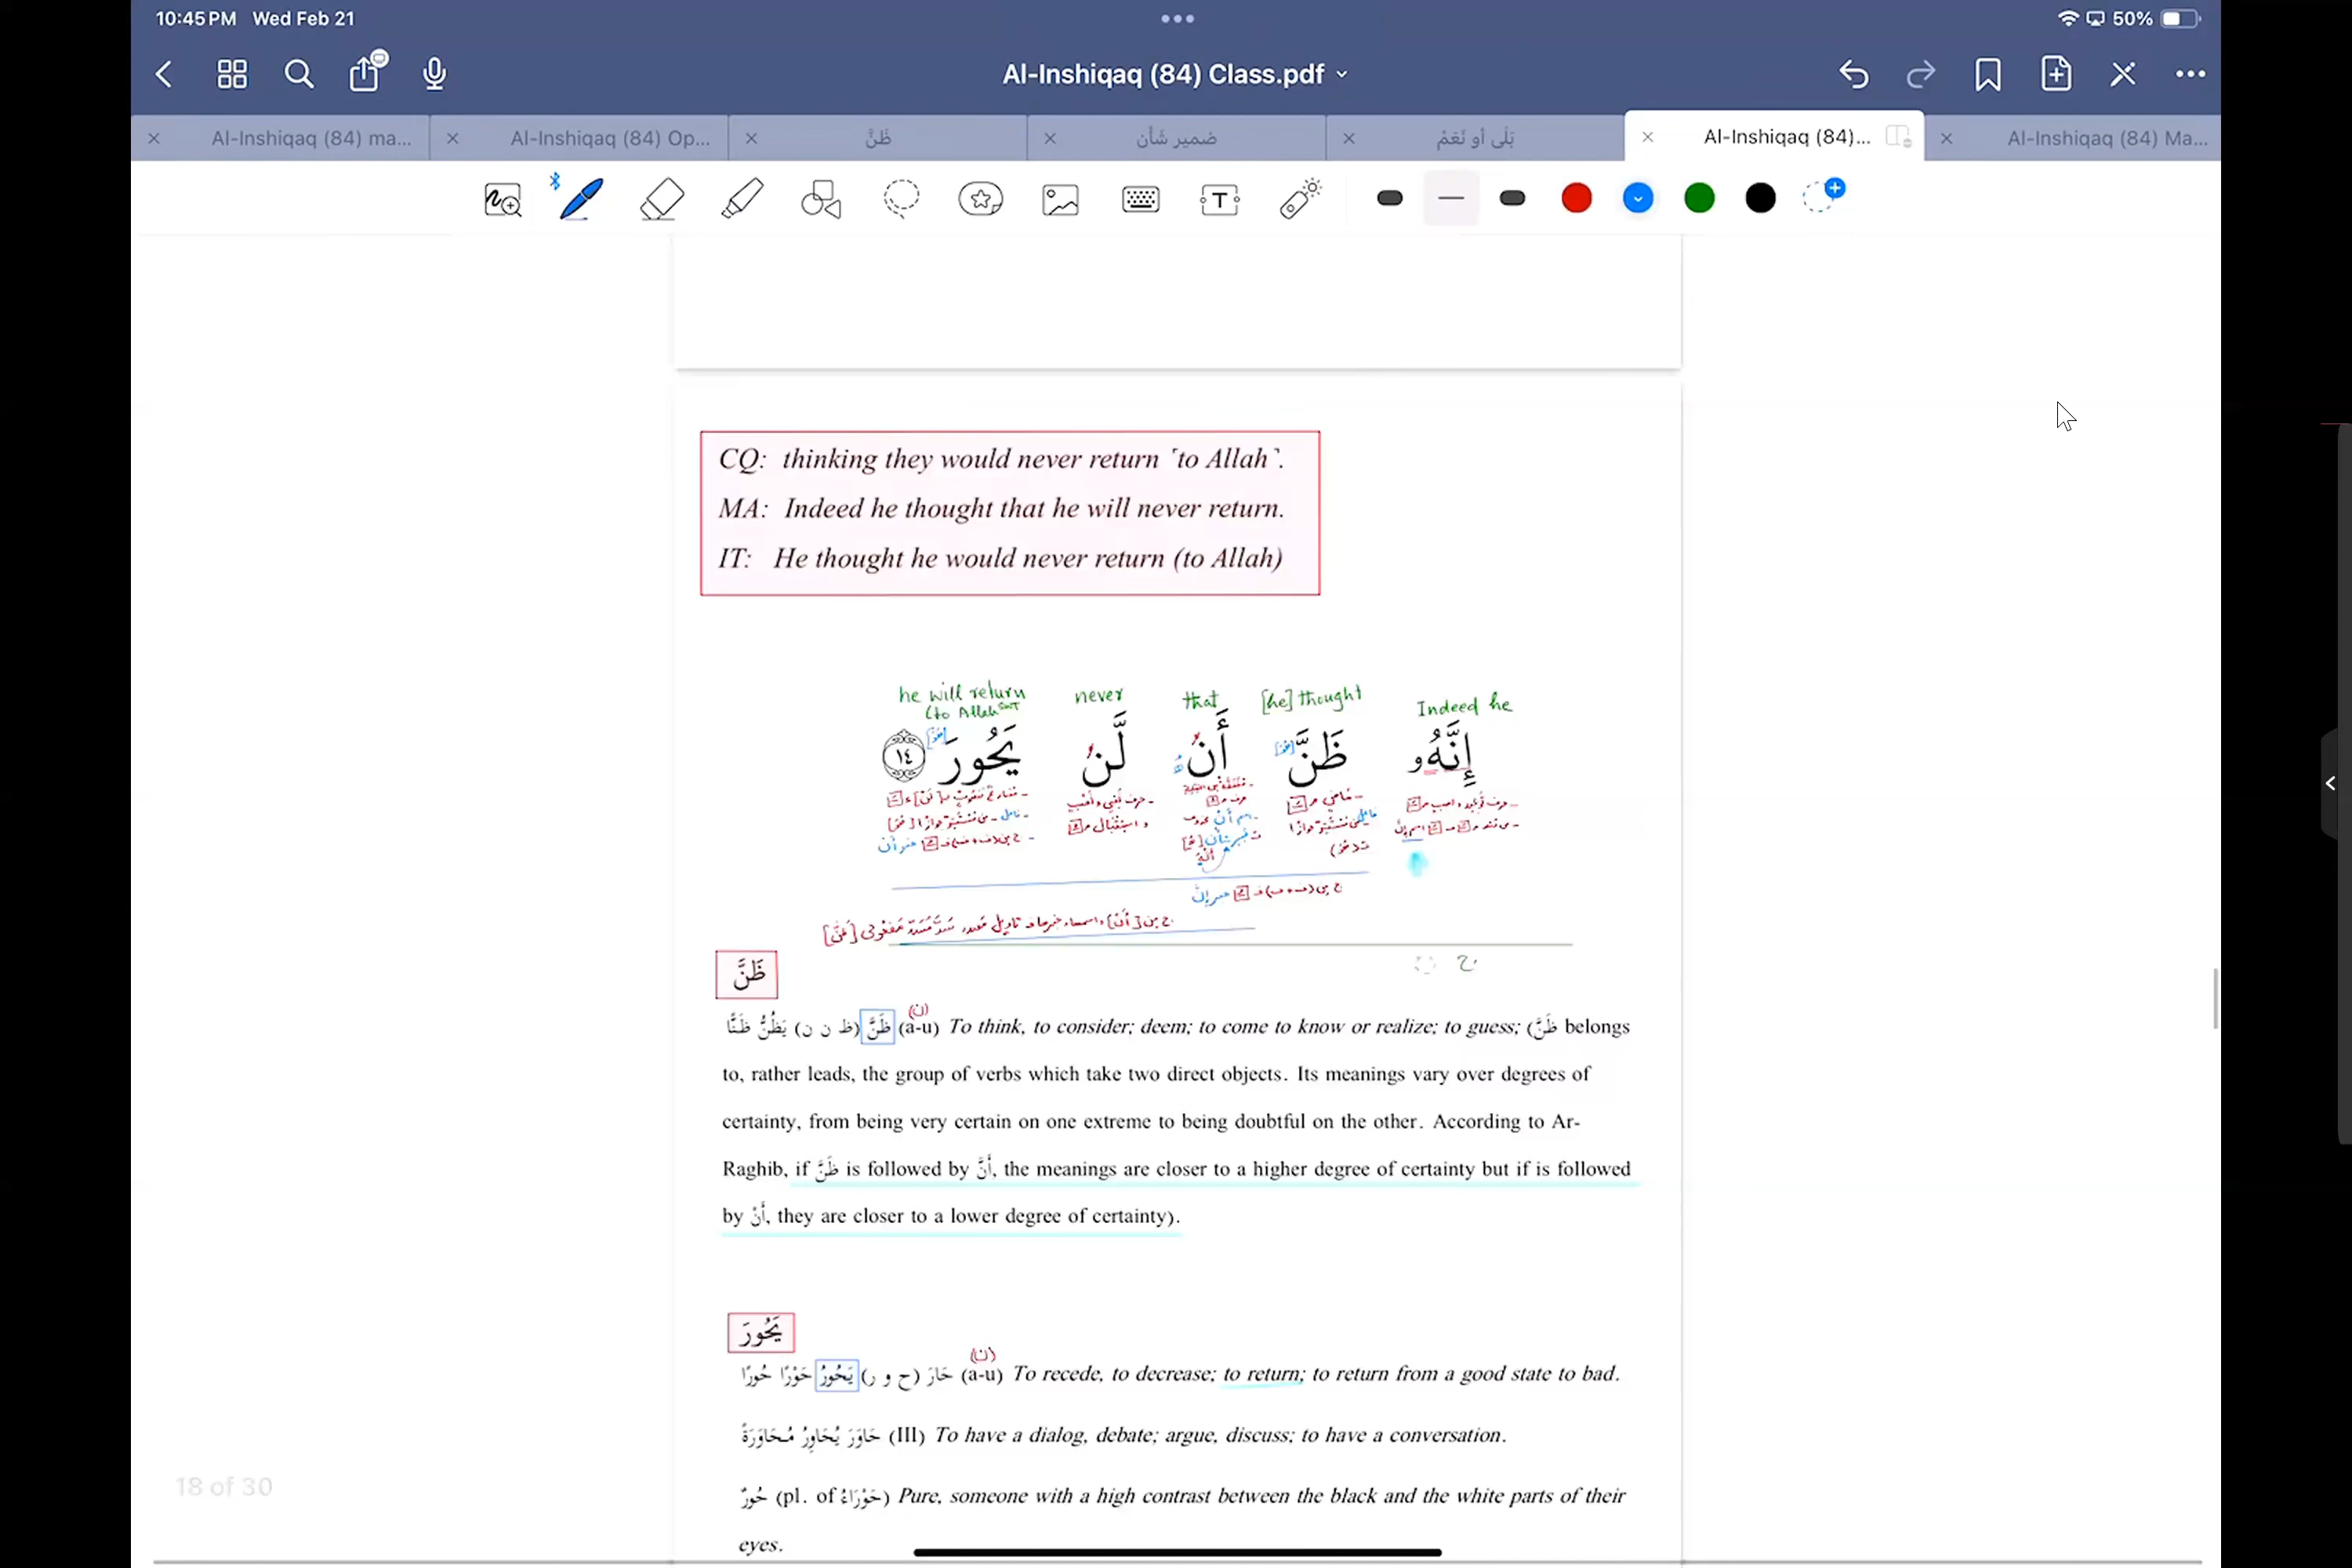 10:45 PM Wed Feb 21
50%
Al-Inshiqaq (84) Class.pdf
Al-Inshiqaq (84) ma...
Al-Inshiqaq (84) Op...
ظَنَّ
ضمير شَأن
بَلَى أو نَعَمْ
Al-Inshiqaq (84)...
Al-Inshiqaq (84) Ma...
CQ: thinking they would never return ˹to Allah˺.
MA: Indeed he thought that he will never return.
IT: He thought he would never return (to Allah)
Indeed he [he] thought that never he will return
(to Allah SWT
إِنَّهُۥ ظَنَّ أَن لَّن يَحُورَ ١٤
ظَنَّ
(ن)
ظَنَّ (ظ ن ن) يَظُنُّ ظَنًّا (a-u) To think, to consider; deem; to come to know or realize; to guess; (ظَنَّ belongs
to, rather leads, the group of verbs which take two direct objects. Its meanings vary over degrees of
certainty, from being very certain on one extreme to being doubtful on the other. According to Ar-
Raghib, if ظَنَّ is followed by أَنَّ, the meanings are closer to a higher degree of certainty but if is followed
by أَنْ, they are closer to a lower degree of certainty).
يَحُورَ
(ن)
حَارَ (ح و ر) يَحُورُ حَوْرًا حُورًا (a-u) To recede, to decrease; to return; to return from a good state to bad.
حَاوَرَ يُحَاوِرُ مُحَاوَرَةً (III) To have a dialog, debate; argue, discuss; to have a conversation.
حُورٌ (pl. of حَوْرَاءُ) Pure, someone with a high contrast between the black and the white parts of their
eyes.
18 of 30